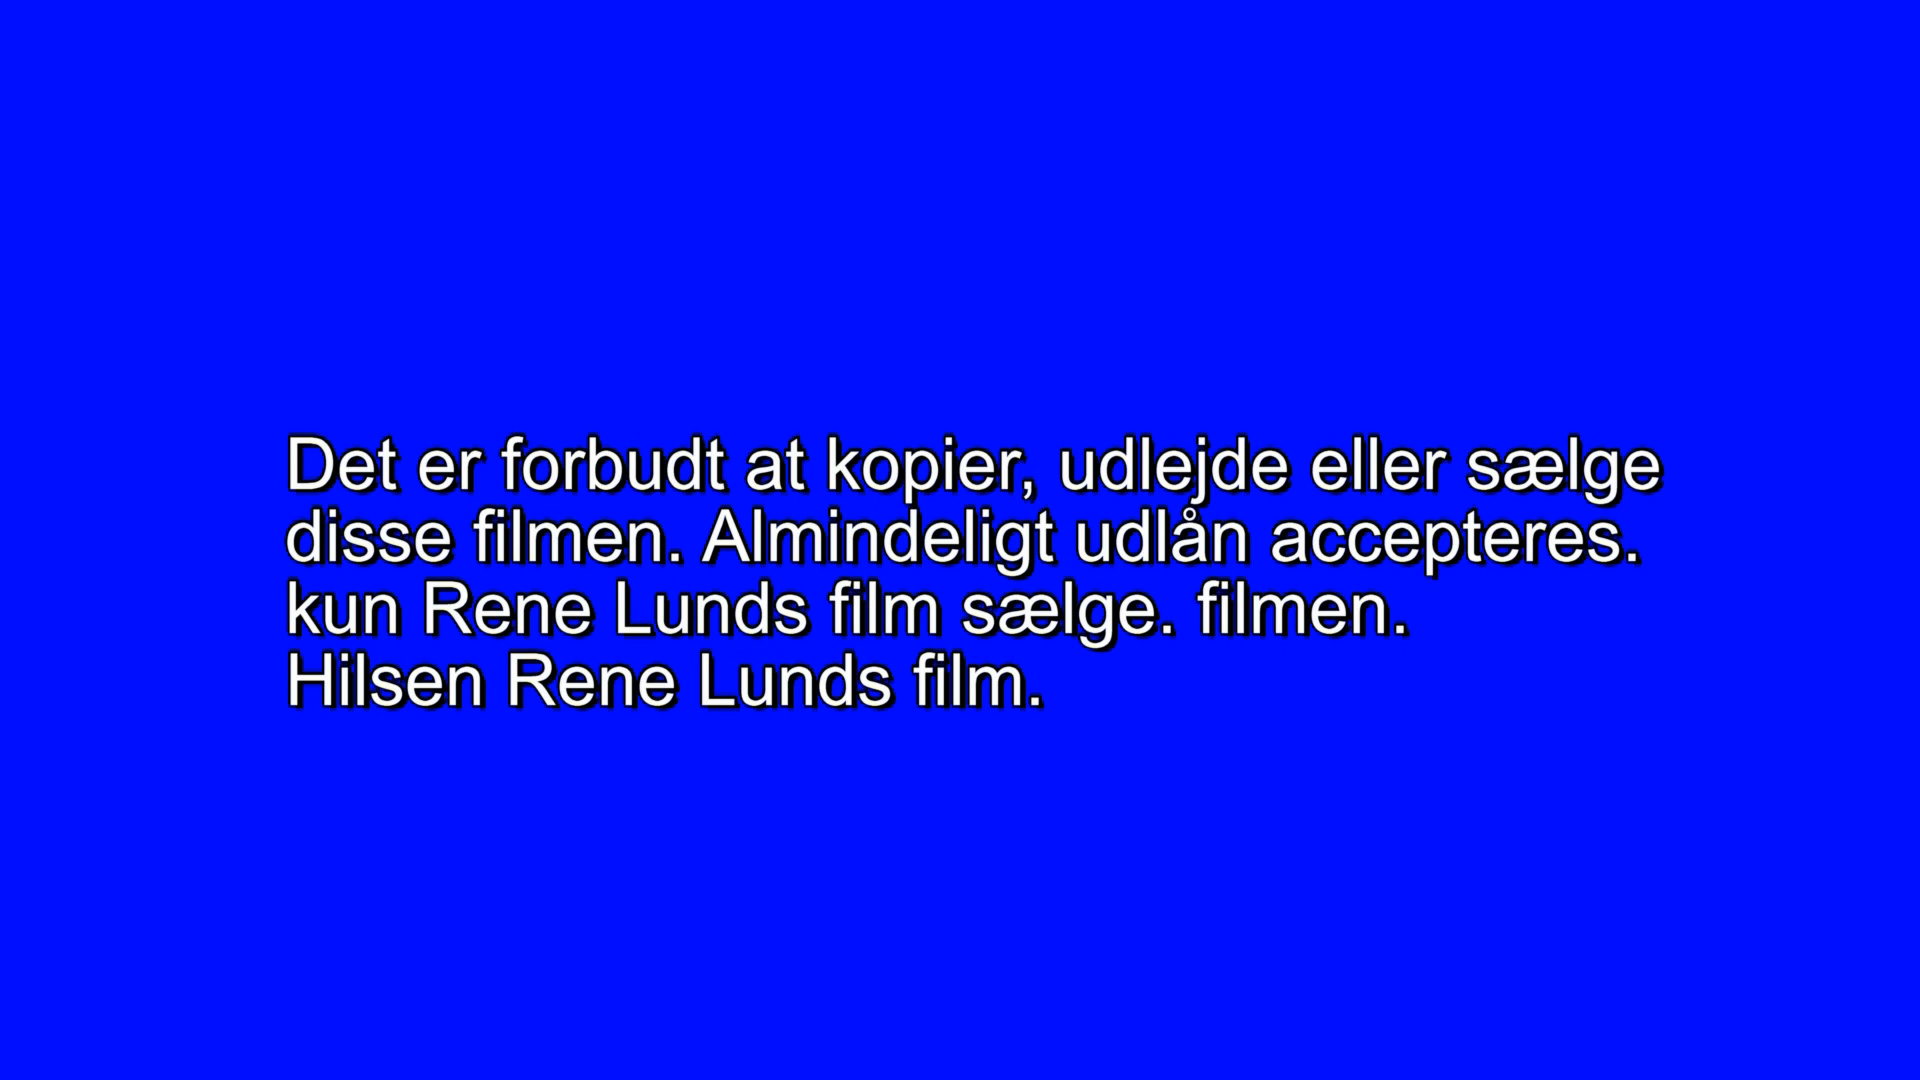 Det er forbudt at kopier, udlejde eller sælge
disse filmen. Almindeligt udlån accepteres.
kun Rene Lunds film sælge. filmen.
Hilsen Rene Lunds film.